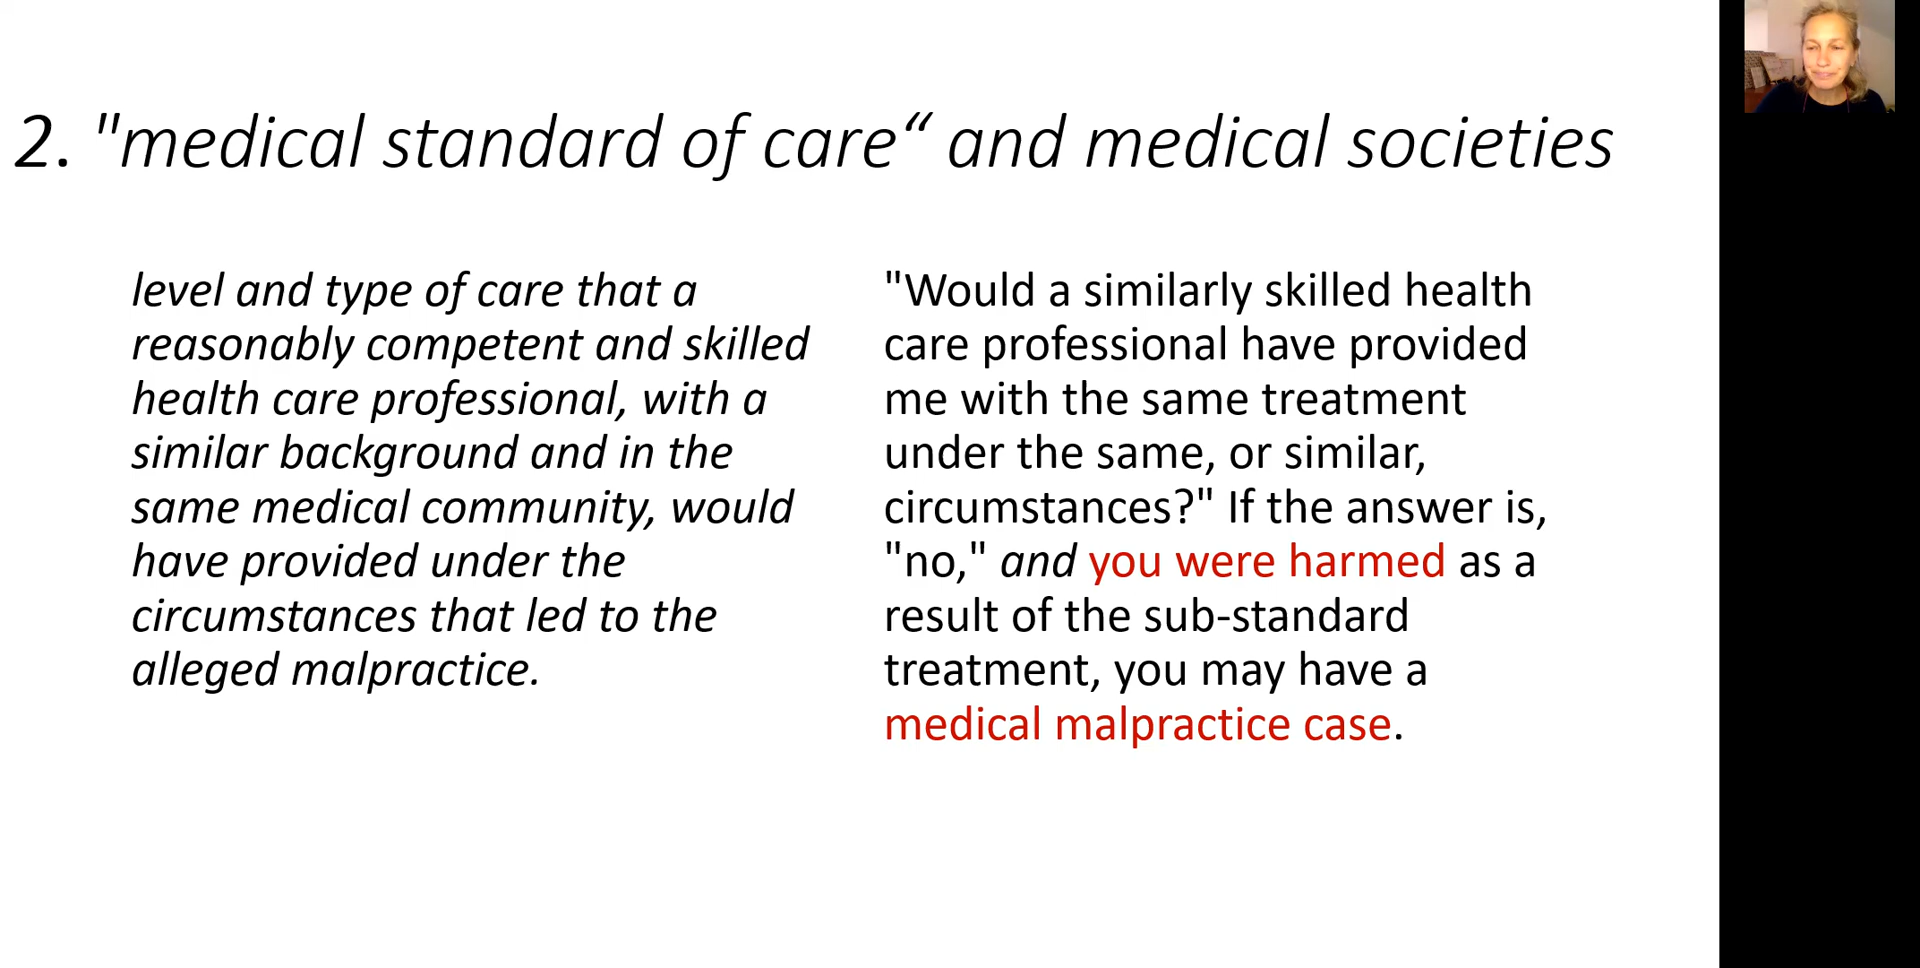 2. "medical standard of care“ and medical societies
level and type of care that a
reasonably competent and skilled
health care professional, with a
similar background and in the
same medical community, would
have provided under the
circumstances that led to the
alleged malpractice.
"Would a similarly skilled health
care professional have provided
me with the same treatment
under the same, or similar,
circumstances?" If the answer is,
"no," and you were harmed as a
result of the sub-standard
treatment, you may have a
medical malpractice case.